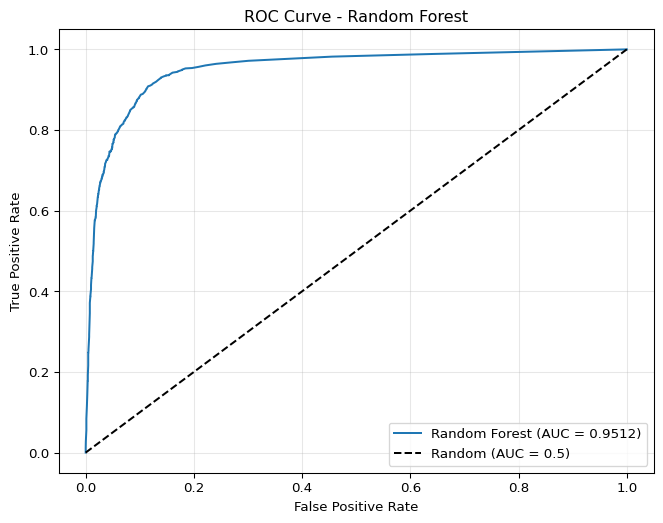 ROC Curve - Random Forest
1.0
0.8
0.6
0.4
0.2
0.0
True Positive Rate
Random Forest (AUC = 0.9512)
Random (AUC = 0.5)
0.0 0.2 0.4 0.6 0.8 1.0
False Positive Rate